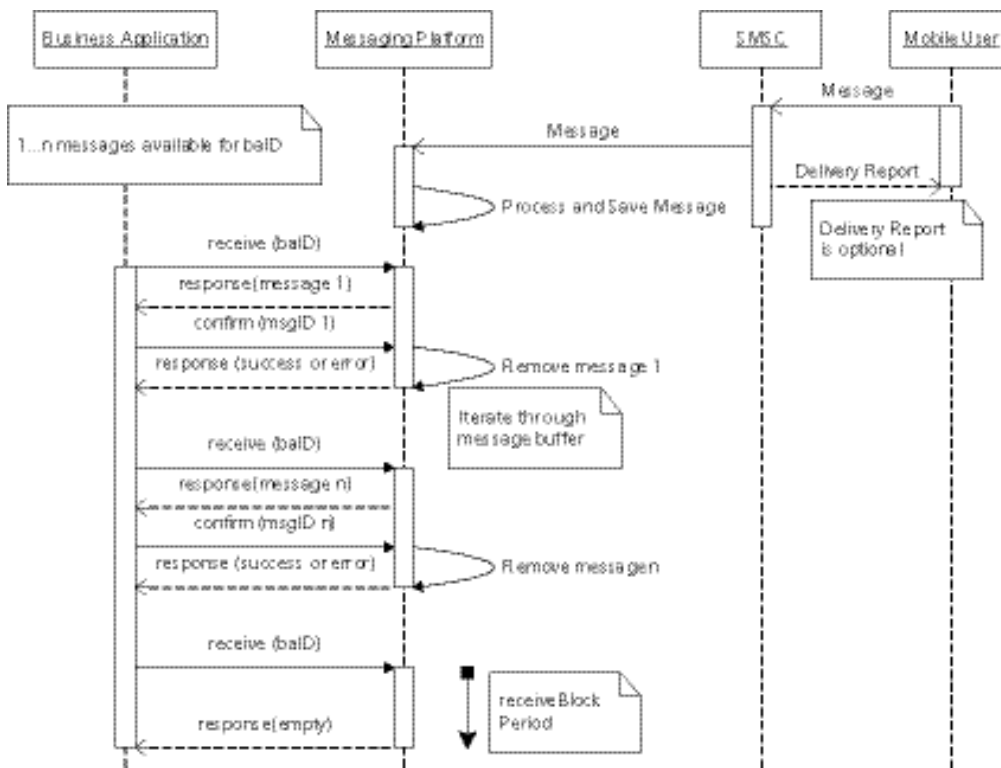 Business Application
Messaging Platform
SMSC
Mobile User
Message
1...n messages available for baID
Message
Delivery Report
Process and Save Message
Delivery Report
is optional
receive (baID)
response(message 1)
confirm (msgID 1)
response (success or error)
Remove message 1
Iterate through
message buffer
receive (baID)
response(message n)
confirm (msgID n)
response (success or error)
Remove message n
receive (baID)
receiveBlock
Period
response(empty)